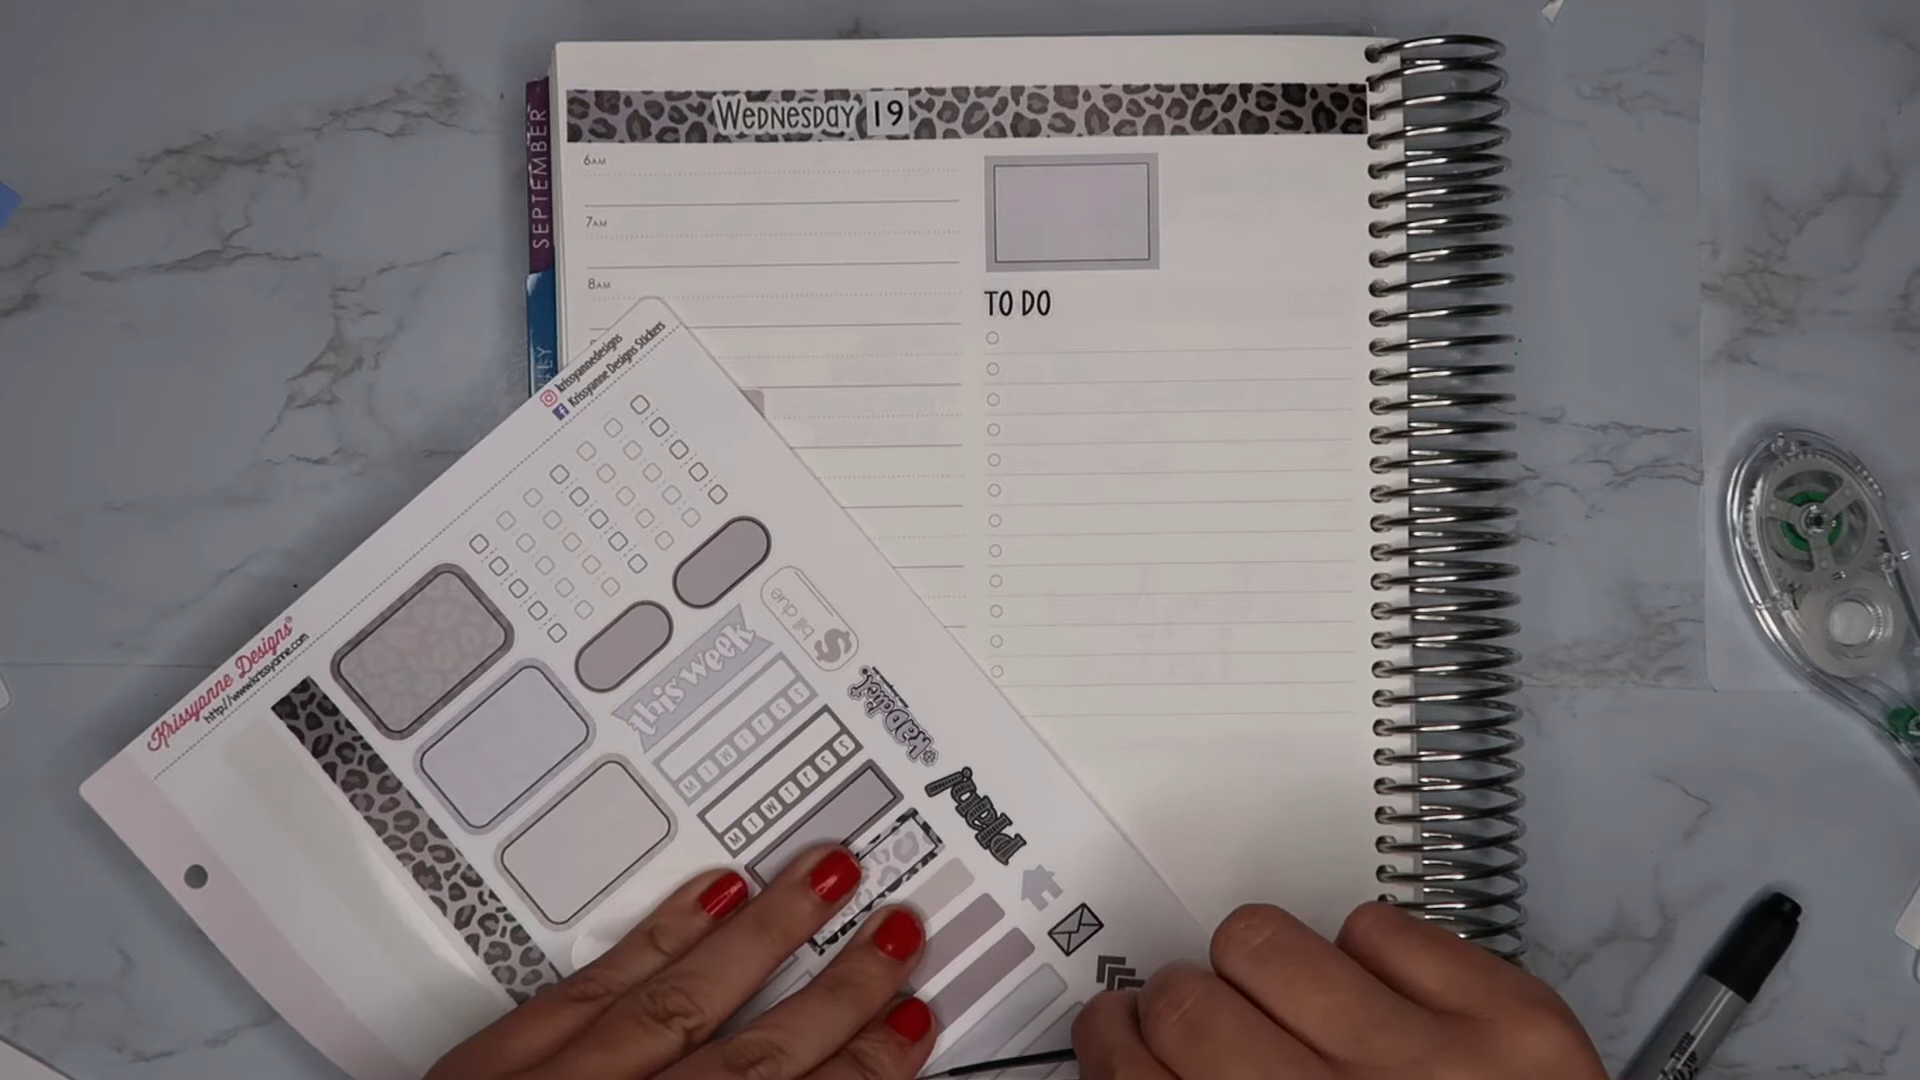 Wednesday 19
SEPTEMBER
6AM
7AM
8AM
TO DO
krissyannedesigns
Krissyanne Designs Stickers
Krissyanne Designs®
http://www.krissyanne.com
this week
bill due
$
M T W T F S S
M T W T F S S
payday!